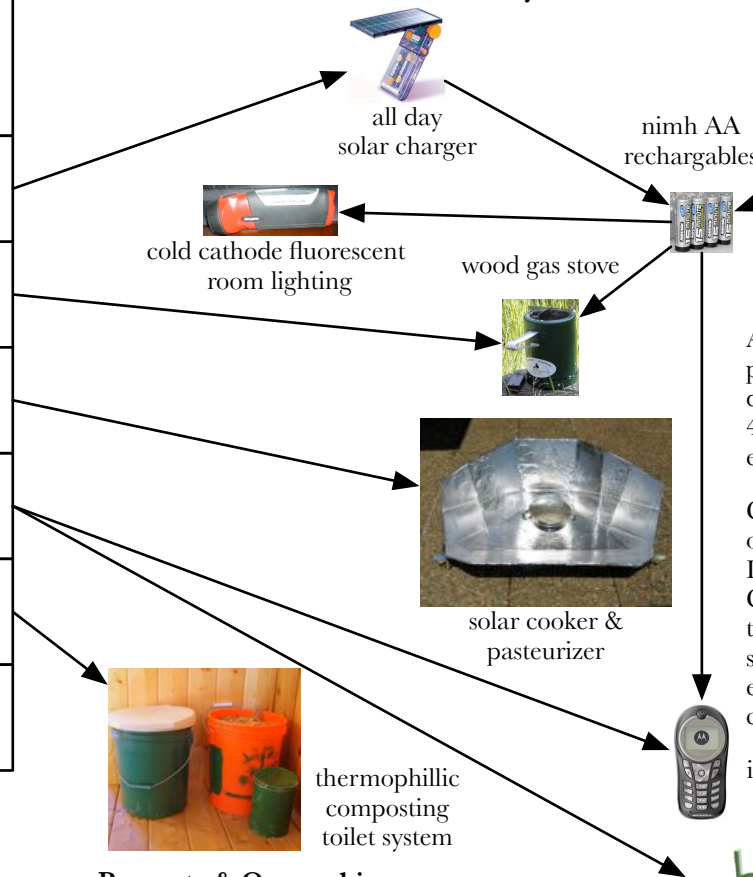 all day
solar charger
nimh AA
rechargables
cold cathode fluorescent
room lighting
wood gas stove
solar cooker &
pasteurizer
thermophillic
composting
toilet system